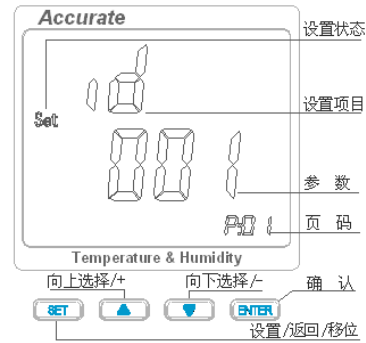 Accurate
设置状态
id
设置项目
Set
001
参 数
P:01
页 码
Temperature & Humidity
向上选择/+ 向下选择/- 确 认
SET ENTER
设置/返回/移位